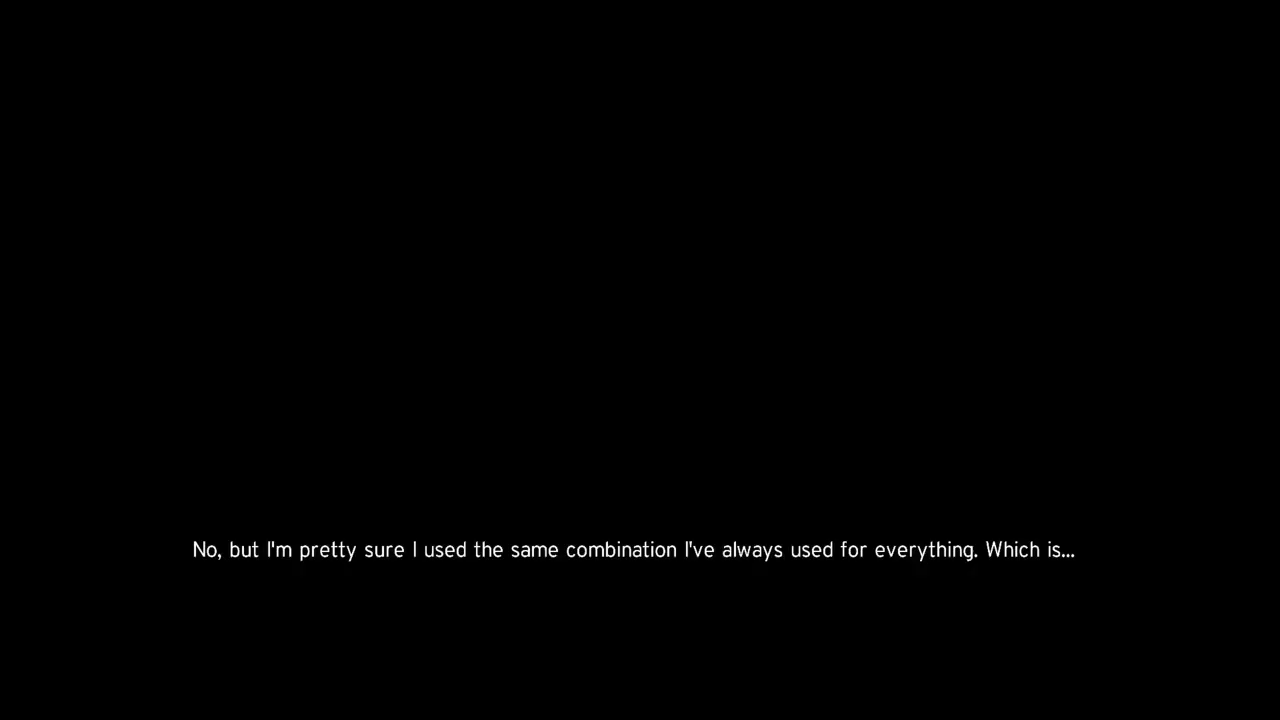 No, but I'm pretty sure I used the same combination I've always used for everything. Which is...